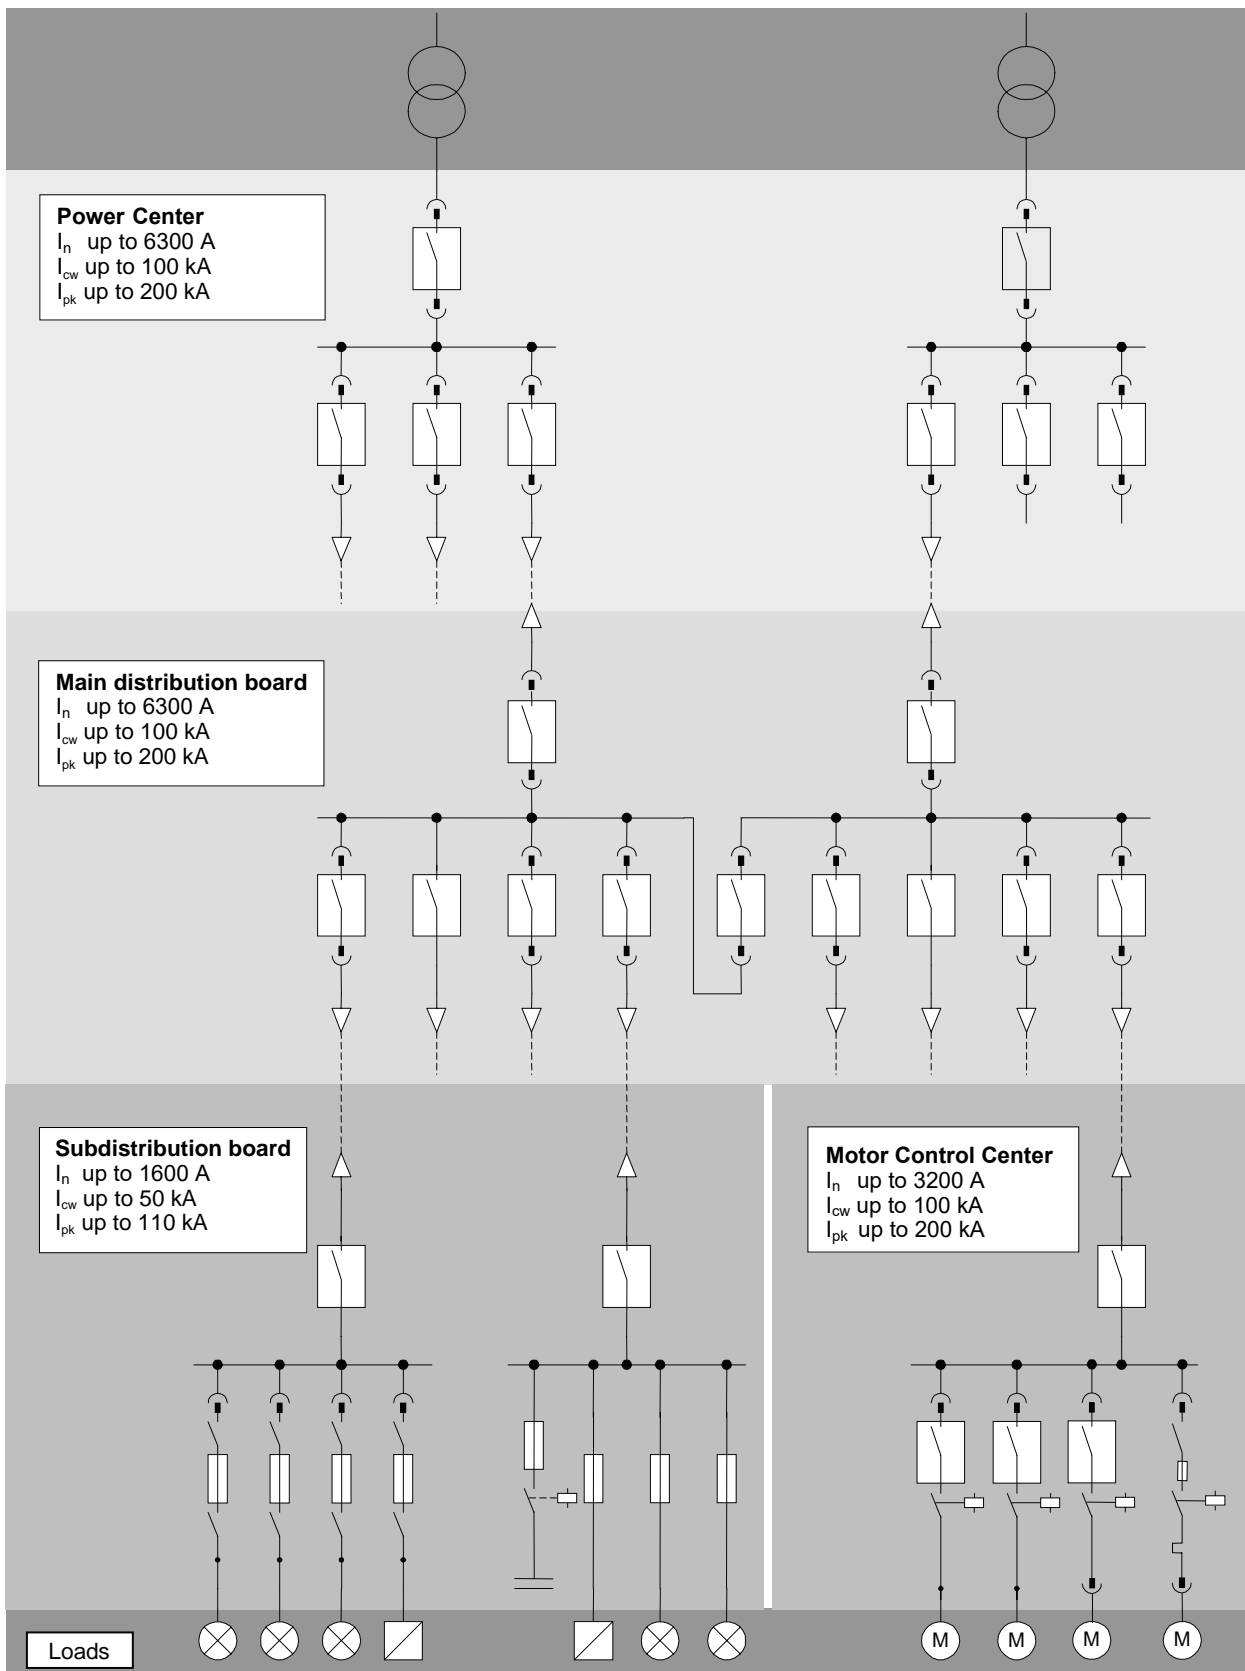 Power Center
In up to 6300 A
Icw up to 100 kA
Ipk up to 200 kA
Main distribution board
In up to 6300 A
Icw up to 100 kA
Ipk up to 200 kA
Subdistribution board
In up to 1600 A
Icw up to 50 kA
Ipk up to 110 kA
Motor Control Center
In up to 3200 A
Icw up to 100 kA
Ipk up to 200 kA
Loads
M M M M